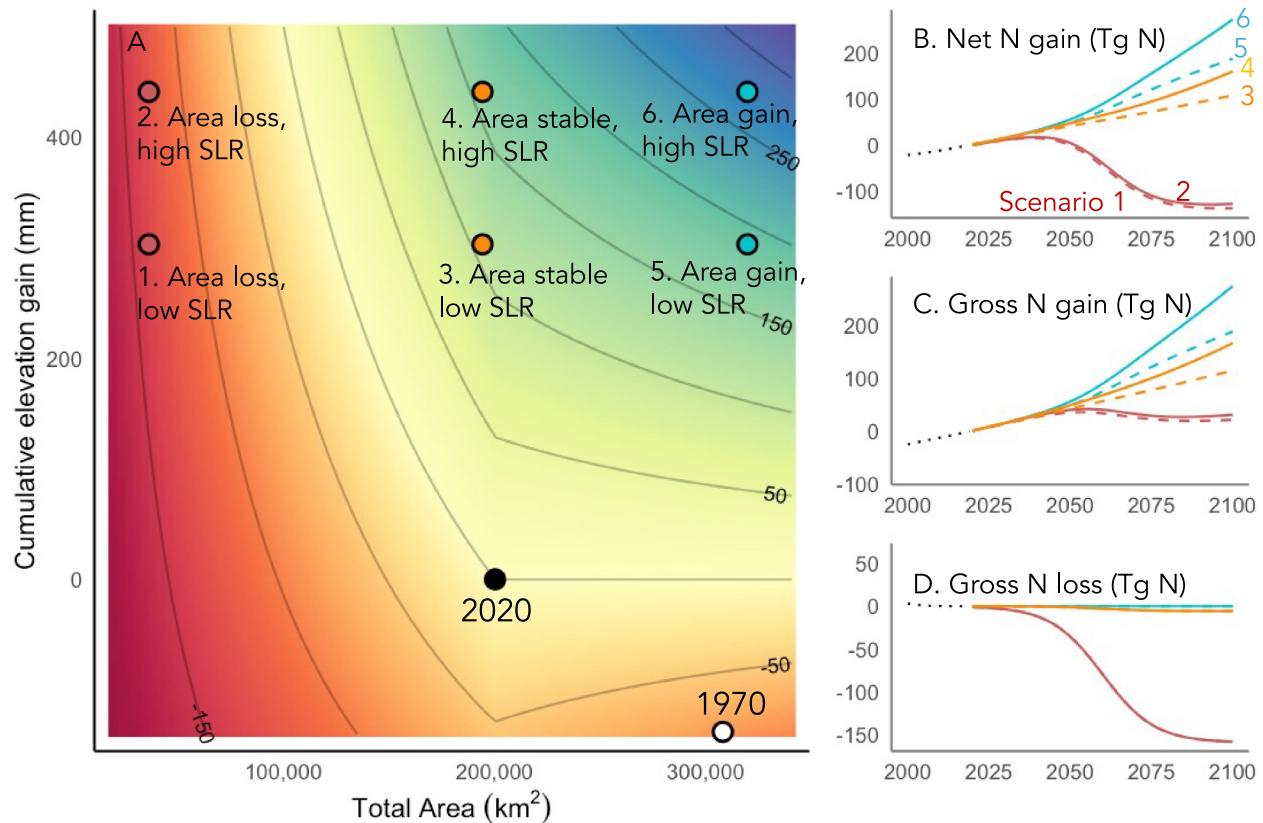 A
2. Area loss,
high SLR
4. Area stable,
high SLR
6. Area gain,
high SLR
250
1. Area loss,
low SLR
3. Area stable
low SLR
5. Area gain,
low SLR
150
50
2020
-50
1970
-150
400
200
0
Cumulative elevation gain (mm)
100,000
200,000
300,000
Total Area (km²)
B. Net N gain (Tg N)
6
5
4
3
Scenario 1
2
200
100
0
-100
2000
2025
2050
2075
2100
C. Gross N gain (Tg N)
200
100
0
-100
2000
2025
2050
2075
2100
D. Gross N loss (Tg N)
50
0
-50
-100
-150
2000
2025
2050
2075
2100